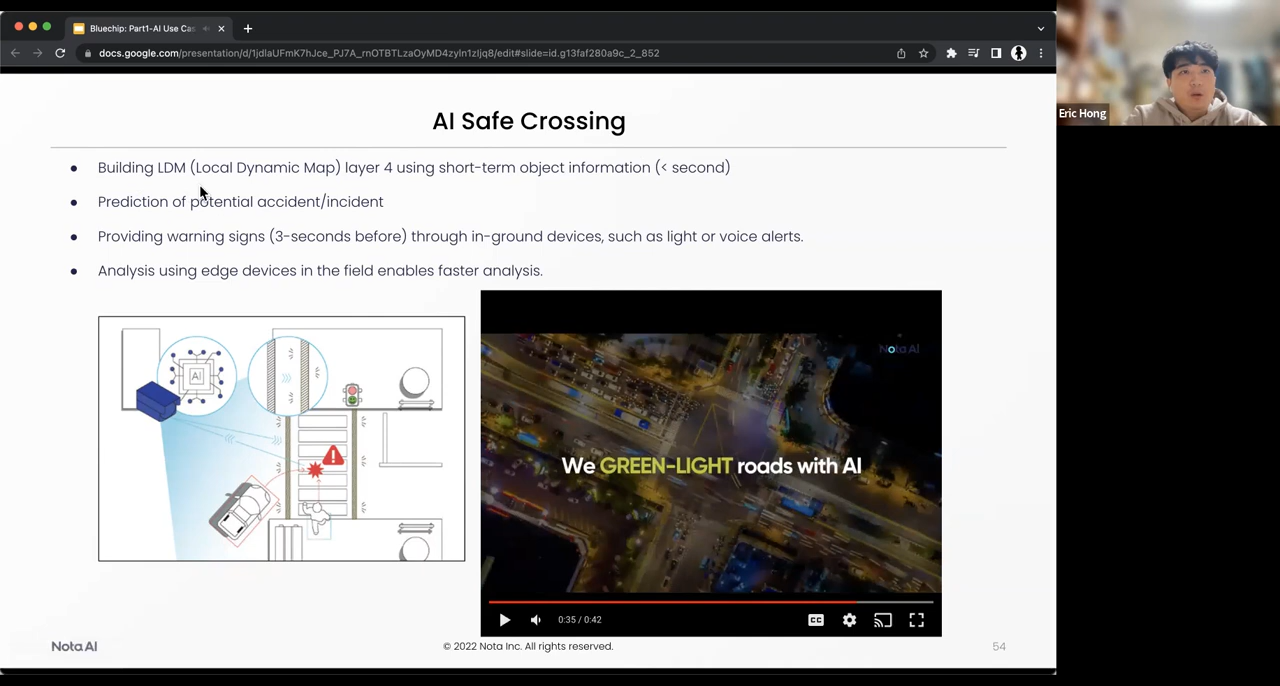 Bluechip: Part1-AI Use Cas
docs.google.com/presentation/d/1jdlaUFmK7hJce_PJ7A_rnOTBTLzaOyMD4zyIn1zIjq8/edit#slide=id.g13faf280a9c_2_852
Eric Hong
AI Safe Crossing
● Building LDM (Local Dynamic Map) layer 4 using short-term object information (< second)
● Prediction of potential accident/incident
● Providing warning signs (3-seconds before) through in-ground devices, such as light or voice alerts.
● Analysis using edge devices in the field enables faster analysis.
AI
Nota AI
We GREEN-LIGHT roads with AI
0:35 / 0:42
CC
Nota AI
© 2022 Nota Inc. All rights reserved.
54